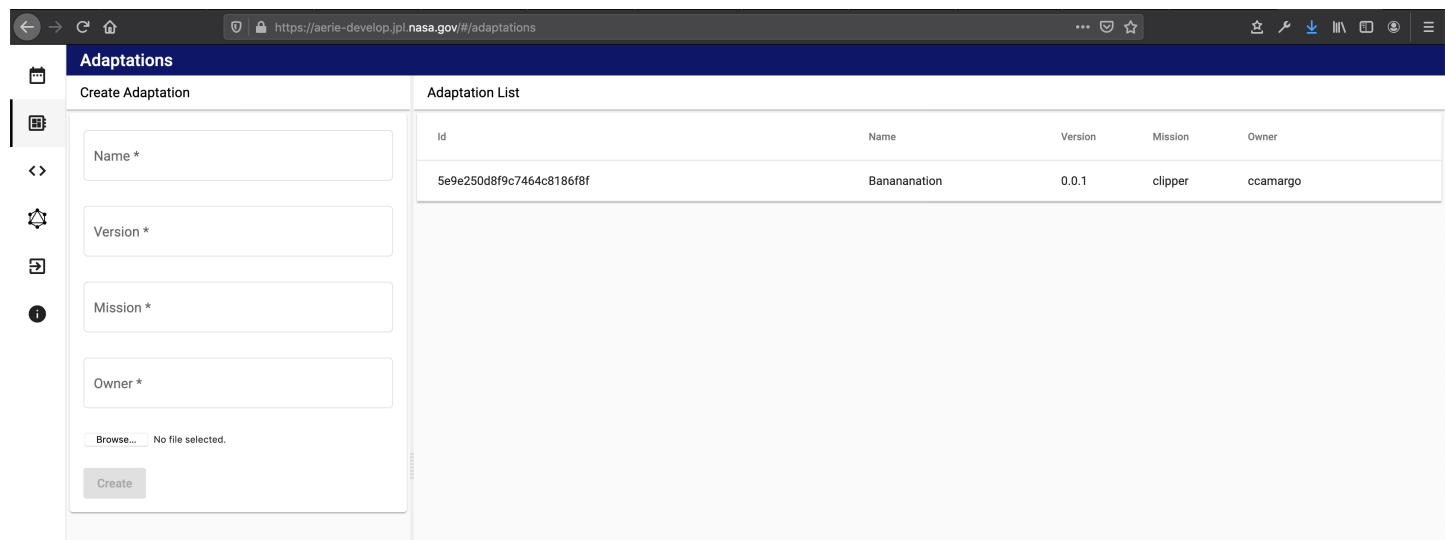 https://aerie-develop.jpl.nasa.gov/#/adaptations
Adaptations
Create Adaptation
Name *
Version *
Mission *
Owner *
Browse... No file selected.
Create
Adaptation List
Id Name Version Mission Owner
5e9e250d8f9c7464c8186f8f Banananation 0.0.1 clipper ccamargo